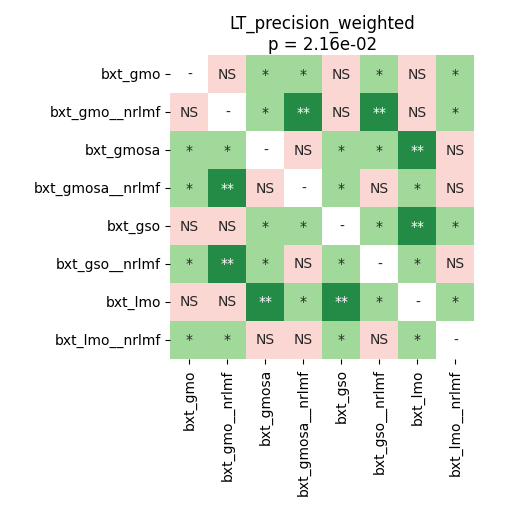 LT_precision_weighted
p = 2.16e-02
bxt_gmo - NS * * NS * NS *
bxt_gmo__nrlmf NS - * ** NS ** NS *
bxt_gmosa * * - NS * * ** NS
bxt_gmosa__nrlmf * ** NS - * NS * NS
bxt_gso NS NS * * - * ** *
bxt_gso__nrlmf * ** * NS * - * NS
bxt_lmo NS NS ** * ** * - *
bxt_lmo__nrlmf * * NS NS * NS * -
bxt_gmo
bxt_gmo__nrlmf
bxt_gmosa
bxt_gmosa__nrlmf
bxt_gso
bxt_gso__nrlmf
bxt_lmo
bxt_lmo__nrlmf